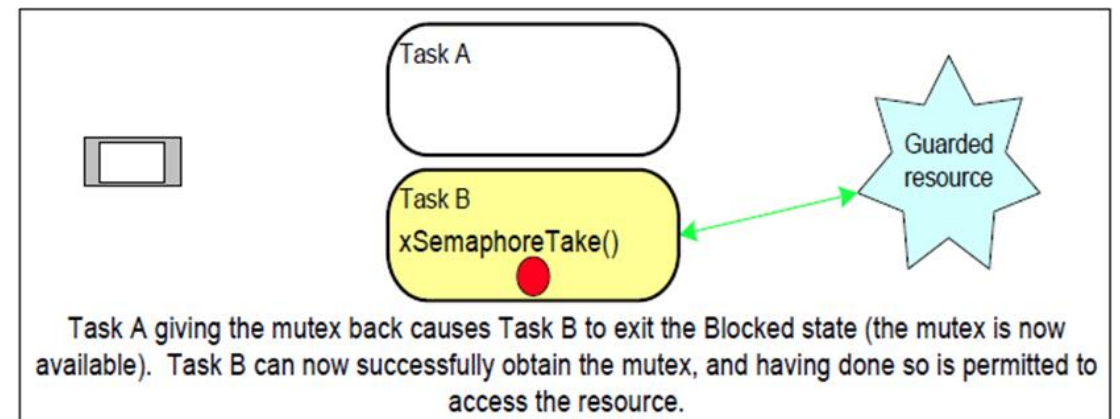 Task A
Guarded
resource
Task B
xSemaphoreTake()
Task A giving the mutex back causes Task B to exit the Blocked state (the mutex is now
available).  Task B can now successfully obtain the mutex, and having done so is permitted to
access the resource.